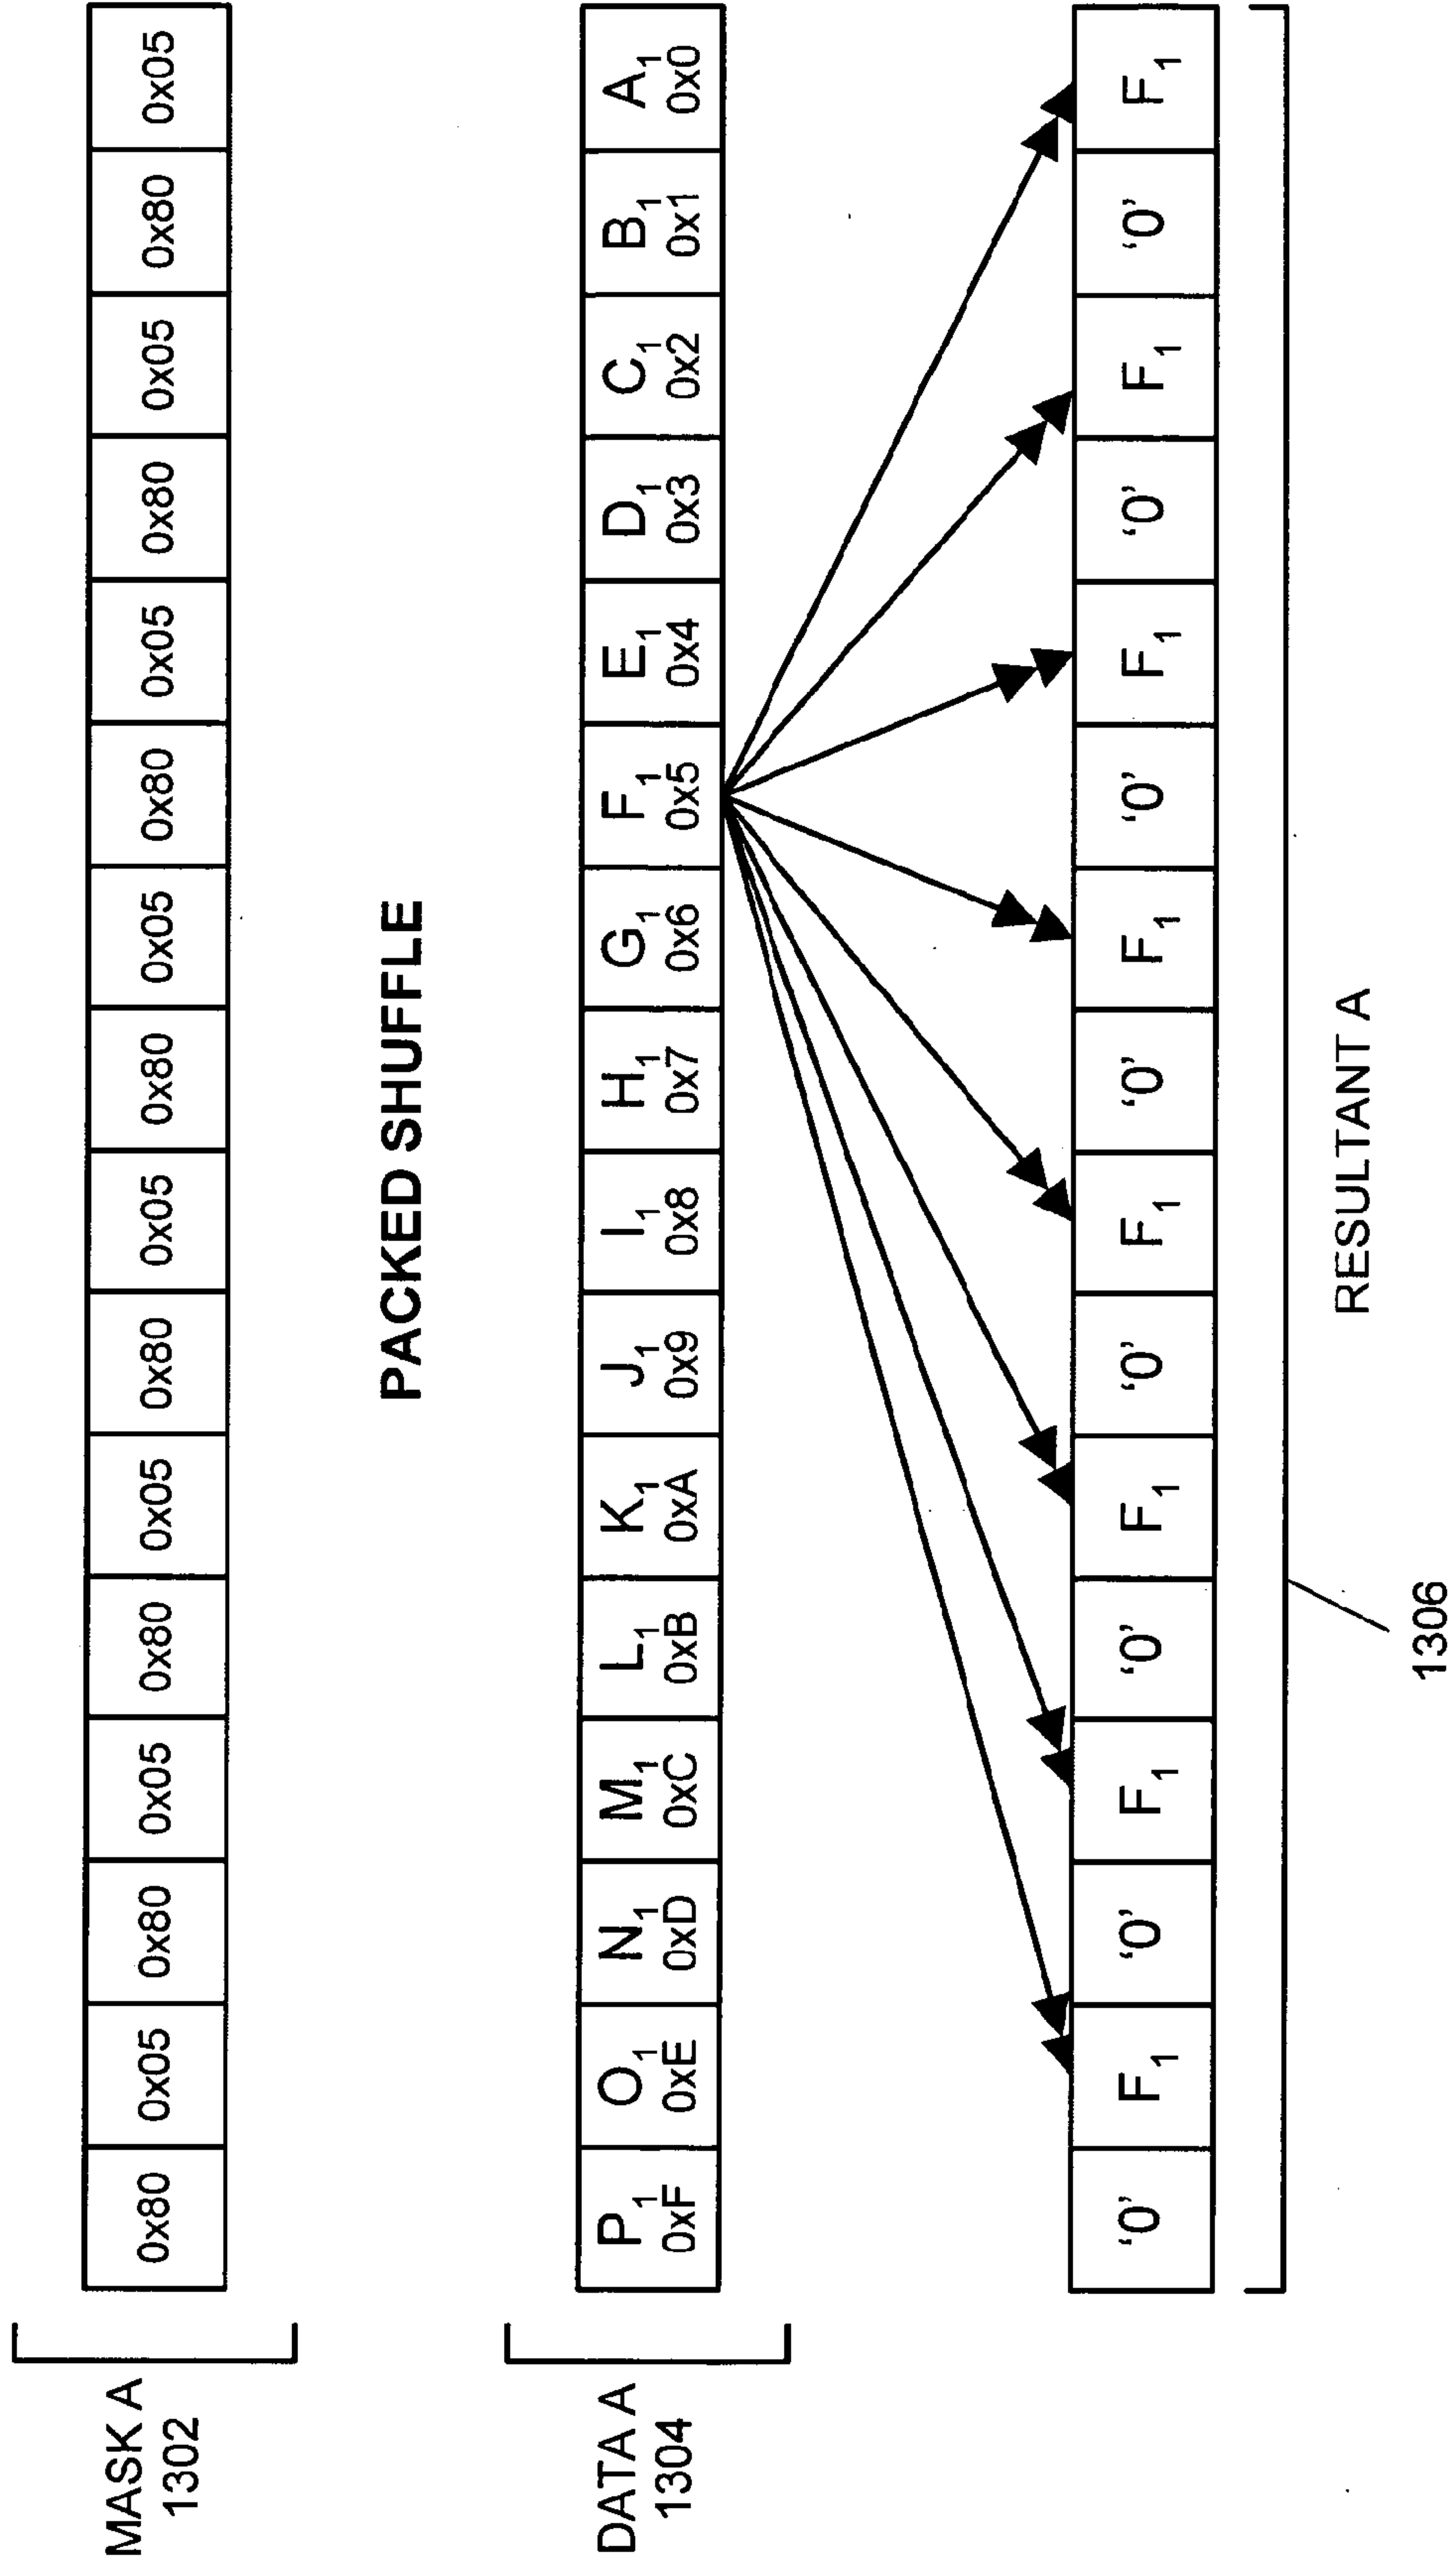 MASK A
1302
0x80 0x05 0x80 0x05 0x80 0x05 0x80 0x05 0x80 0x05 0x80 0x05 0x80 0x05 0x80 0x05
PACKED SHUFFLE
DATA A
1304
P1 O1 N1 M1 L1 K1 J1 I1 H1 G1 F1 E1 D1 C1 B1 A1
0xF 0xE 0xD 0xC 0xB 0xA 0x9 0x8 0x7 0x6 0x5 0x4 0x3 0x2 0x1 0x0
'0' F1 '0' F1 '0' F1 '0' F1 '0' F1 '0' F1 '0' F1 '0' F1
RESULTANT A
1306